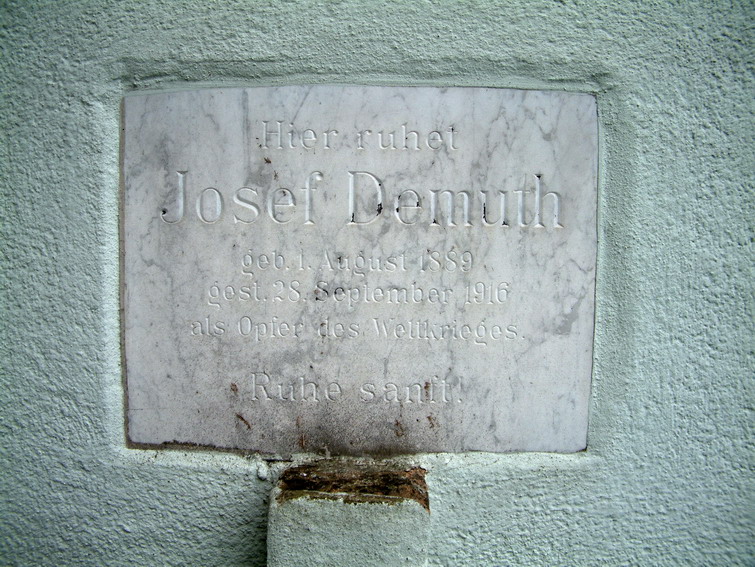 Hier ruhet
Josef Demuth
geb. 1. August 1889
gest. 28. September 1916
als Opfer des Weltkrieges.
Ruhe sanft!